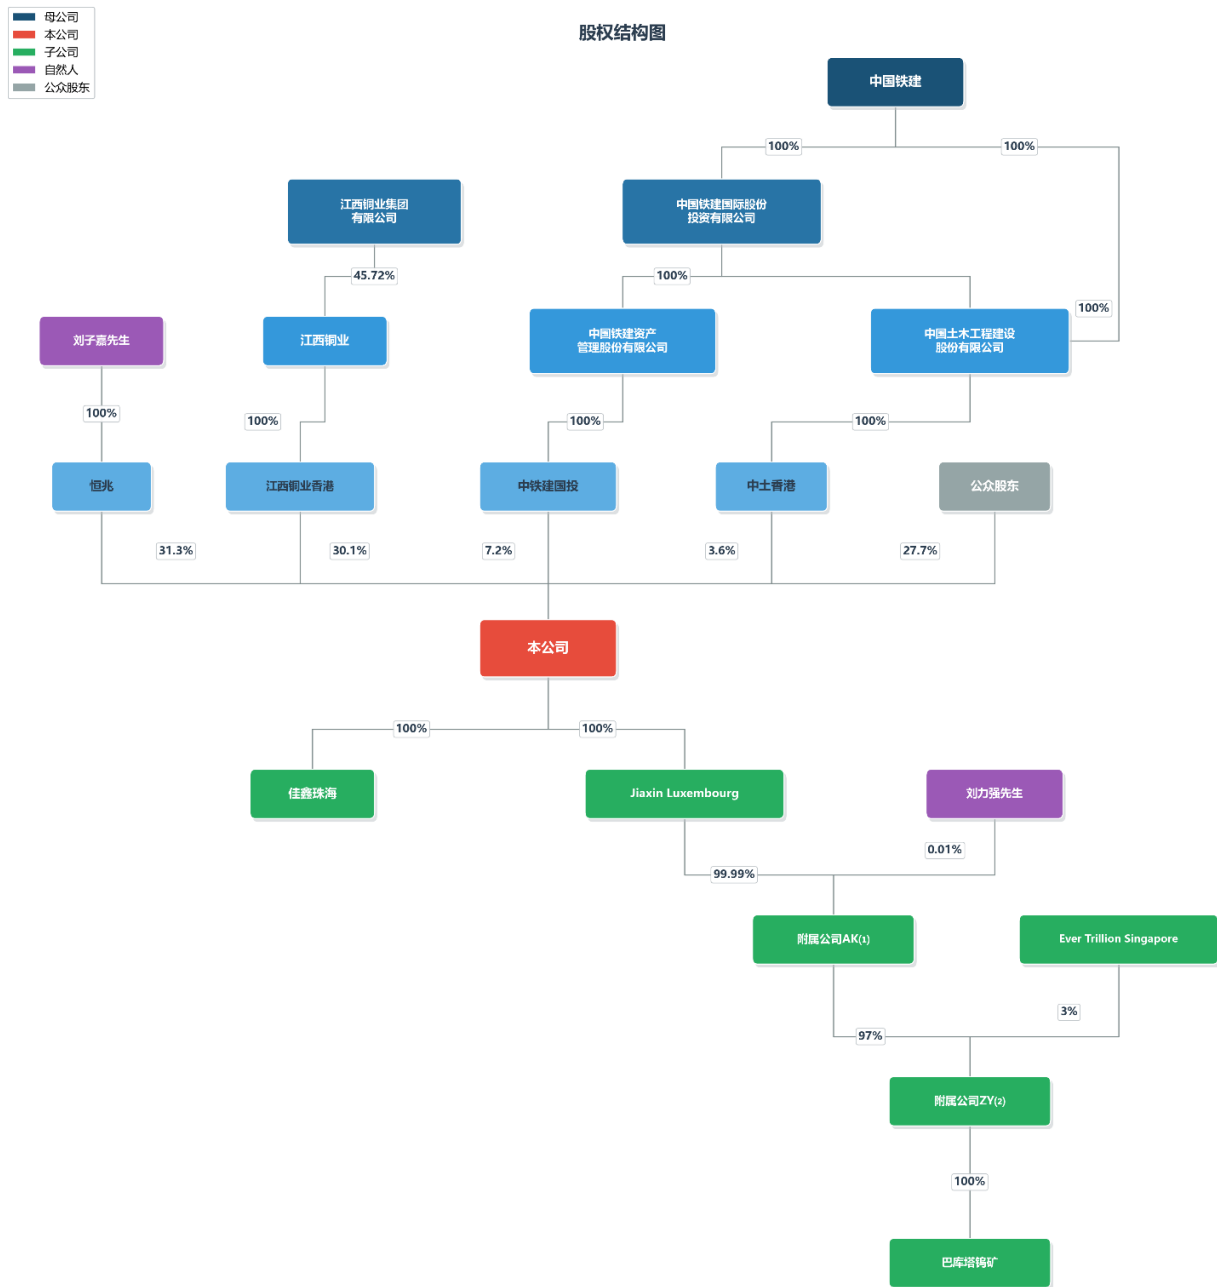 母公司
本公司
子公司
自然人
公众股东
股权结构图
中国铁建
100%
100%
江西铜业集团
有限公司
中国铁建国际股份
投资有限公司
45.72%
100%
100%
刘子嘉先生
江西铜业
中国铁建资产
管理股份有限公司
中国土木工程建设
股份有限公司
100%
100%
100%
100%
恒兆
江西铜业香港
中铁建国投
中土香港
公众股东
31.3%
30.1%
7.2%
3.6%
27.7%
本公司
100%
100%
佳鑫珠海
Jiaxin Luxembourg
刘力强先生
0.01%
99.99%
附属公司AK(1)
Ever Trillion Singapore
3%
97%
附属公司ZY(2)
100%
巴库塔钨矿